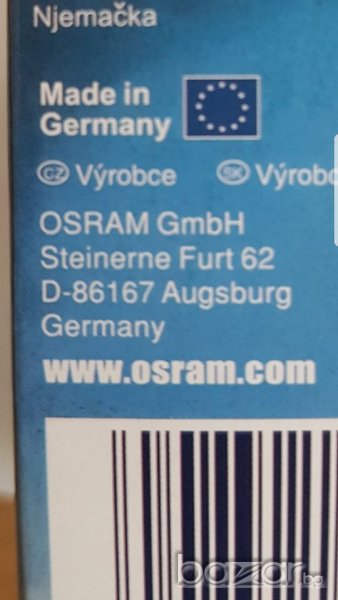 Njemačka
Made in
Germany
CZ Výrobce SK Výrobc
OSRAM GmbH
Steinerne Furt 62
D-86167 Augsburg
Germany
www.osram.com
bazar.bg